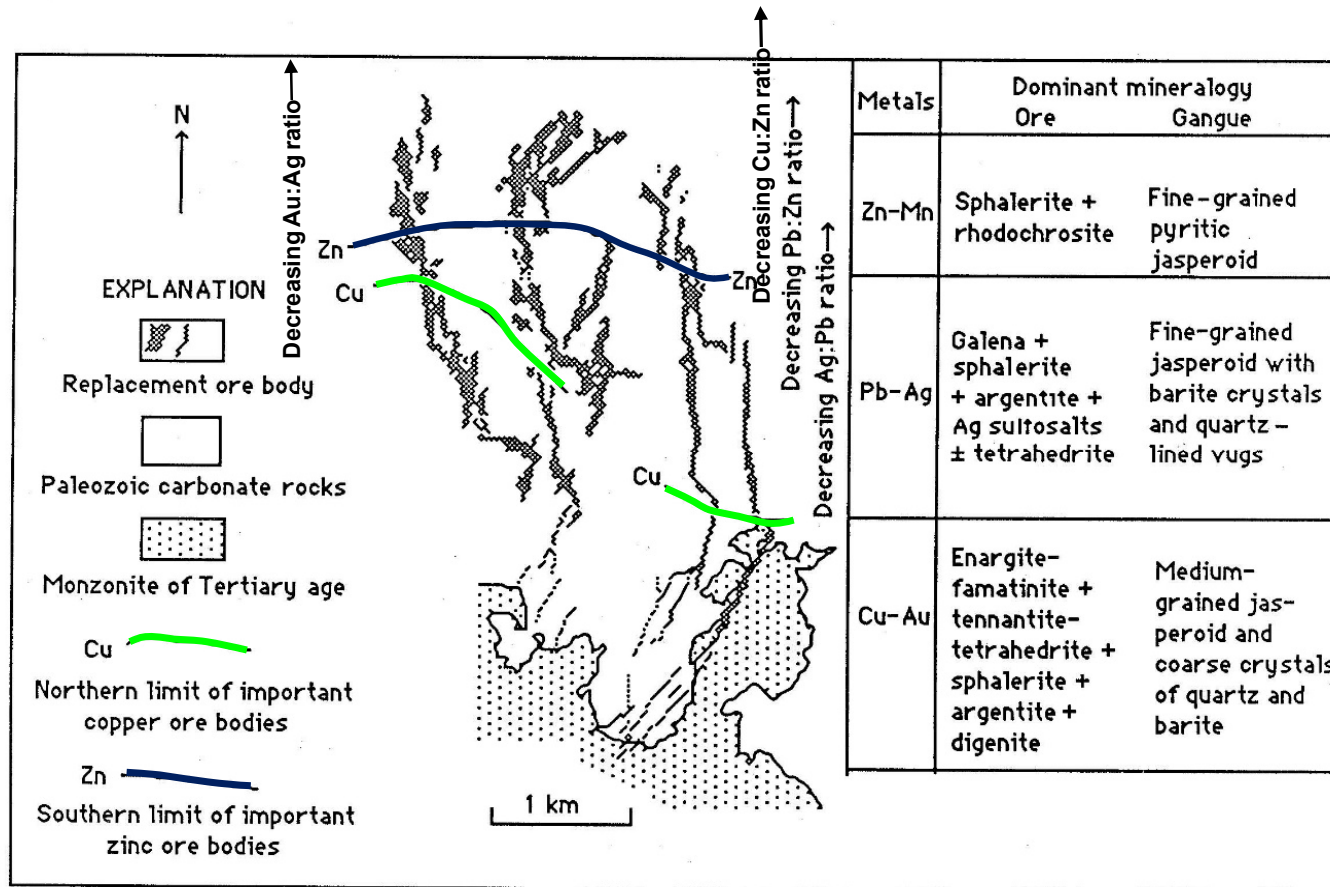 N
EXPLANATION
Replacement ore body
Paleozoic carbonate rocks
Monzonite of Tertiary age
Cu
Northern limit of important
copper ore bodies
Zn
Southern limit of important
zinc ore bodies
Decreasing Au:Ag ratio
Zn
Cu
Zn
Cu
1 km
Decreasing Cu:Zn ratio
Decreasing Pb:Zn ratio
Decreasing Ag:Pb ratio
Metals
Dominant mineralogy
Ore Gangue
Zn-Mn
Sphalerite +
rhodochrosite
Fine-grained
pyritic
jasperoid
Pb-Ag
Galena +
sphalerite
+ argentite +
Ag sulfosalts
± tetrahedrite
Fine-grained
jasperoid with
barite crystals
and quartz-
lined vugs
Cu-Au
Enargite-
famatinite +
tennantite-
tetrahedrite +
sphalerite +
argentite +
digenite
Medium-
grained jas-
peroid and
coarse crystals
of quartz and
barite